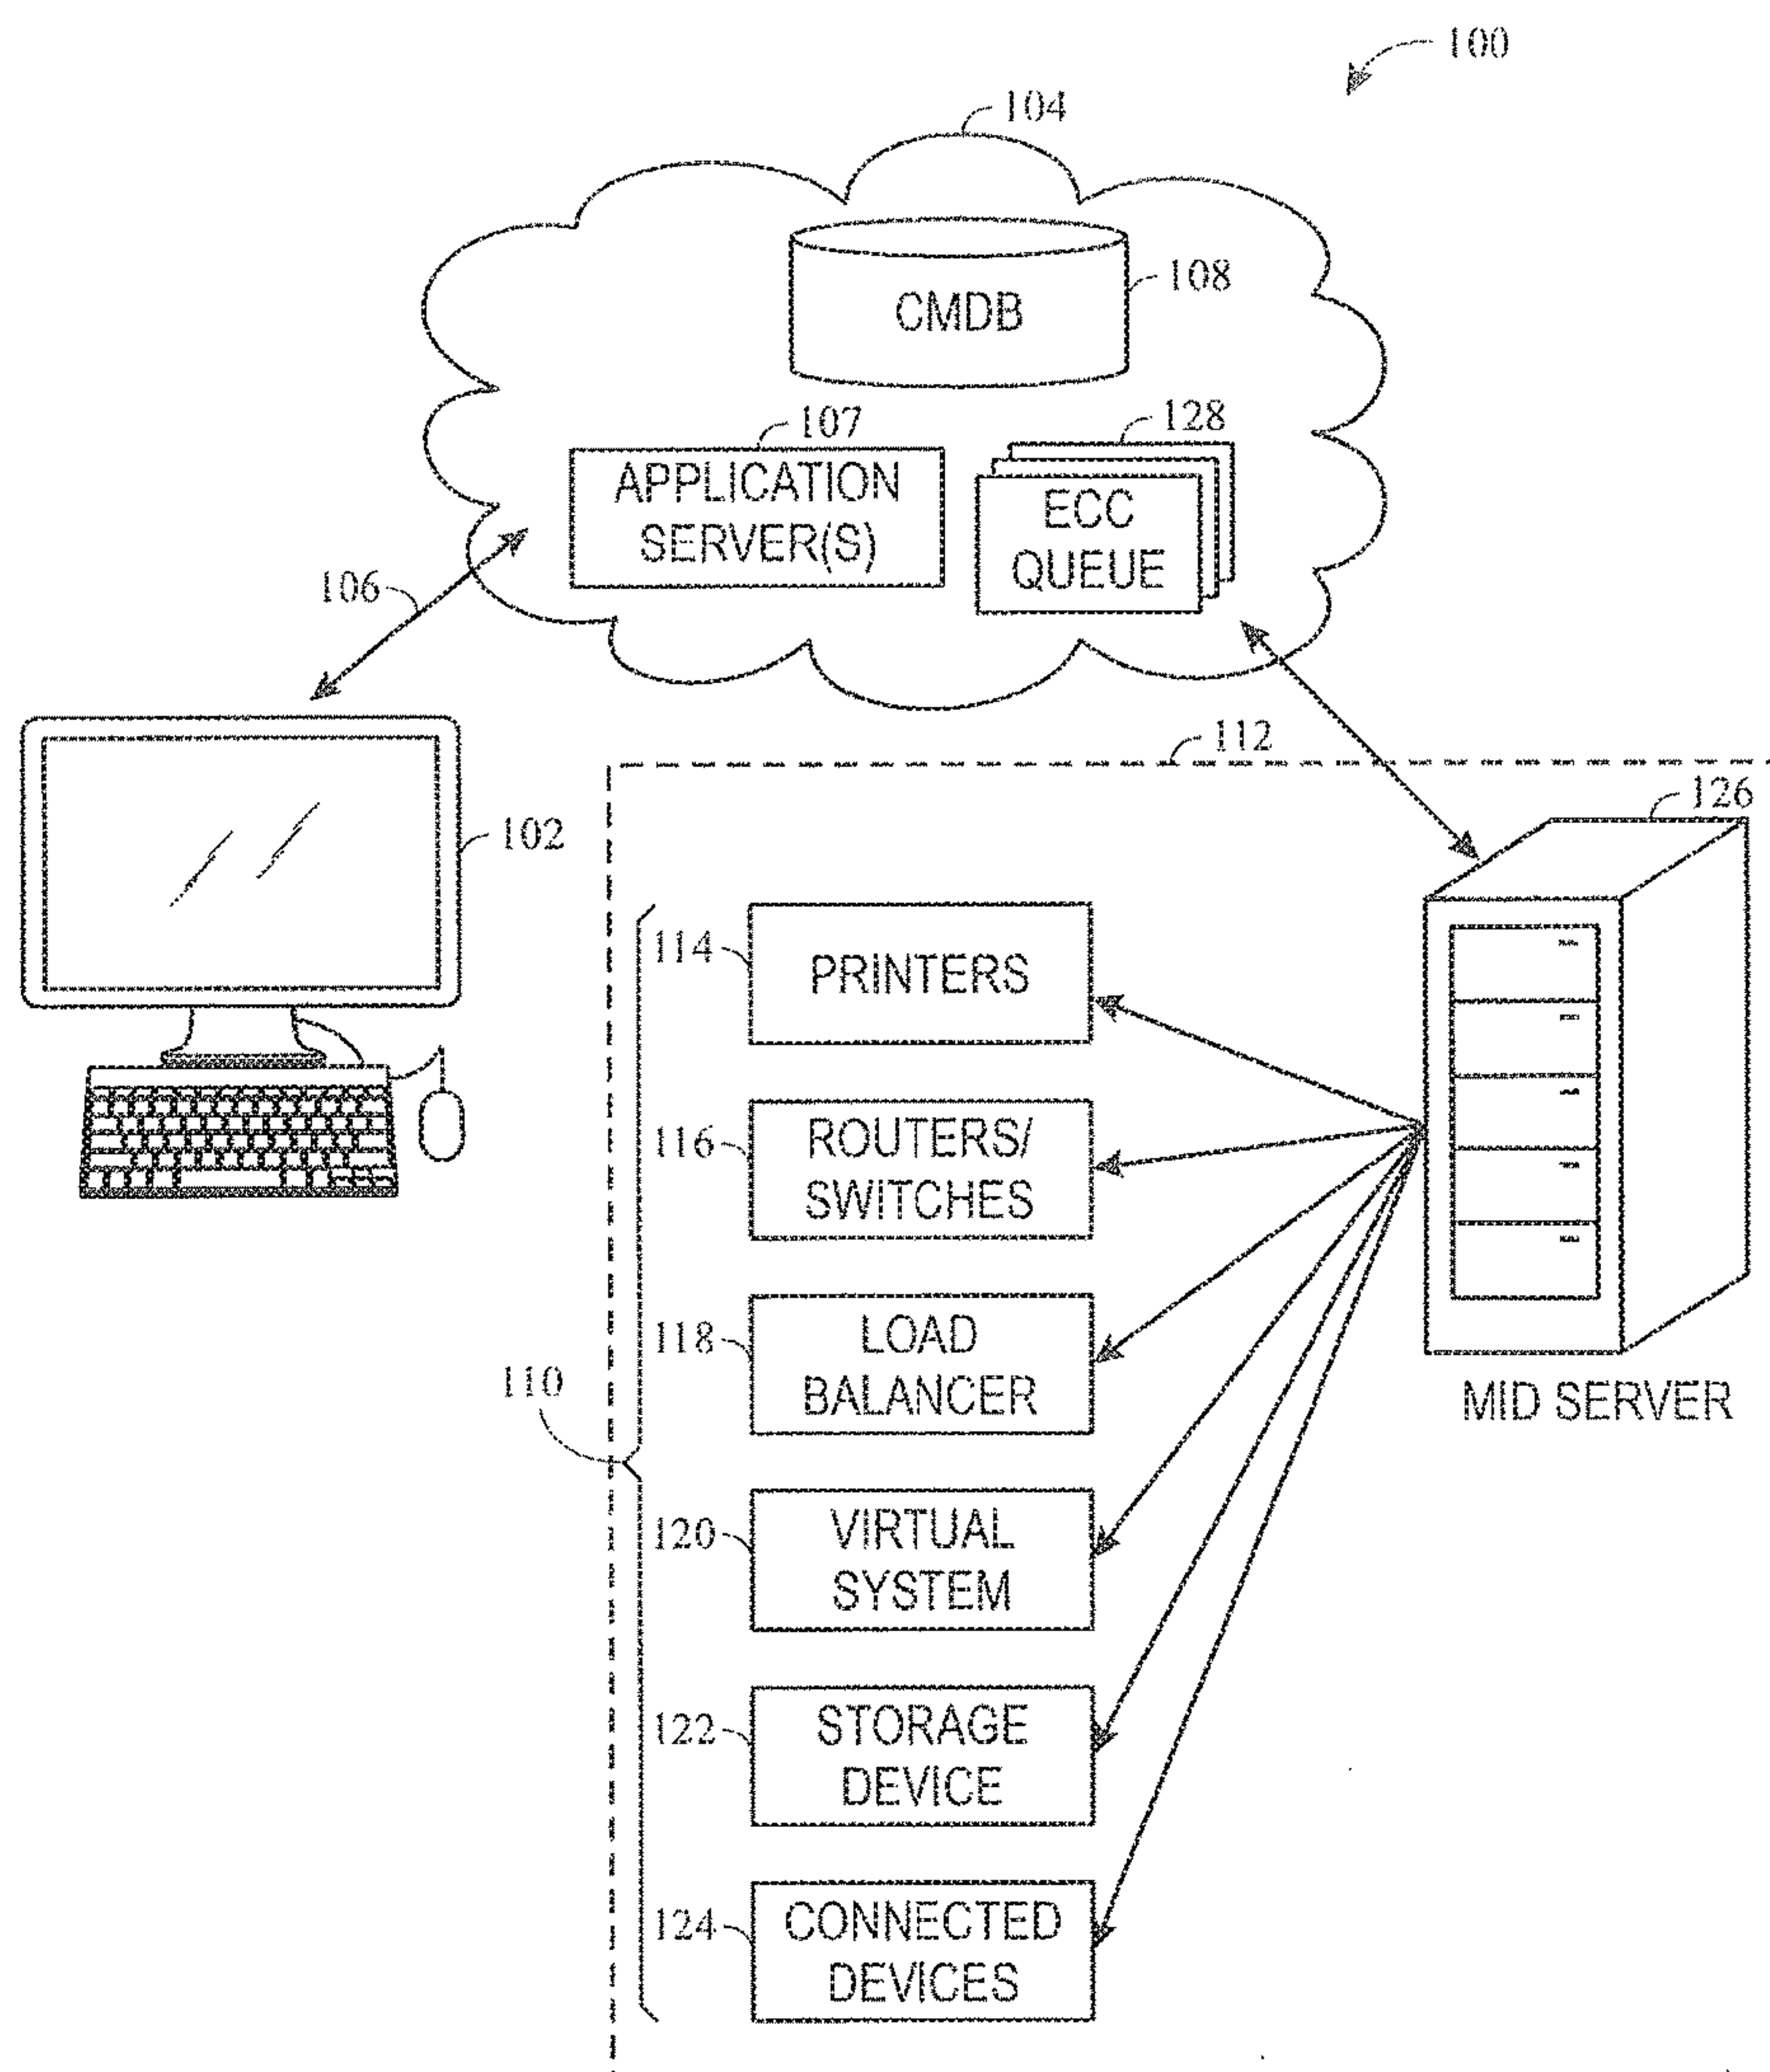 100
104
CMDB
108
107
128
APPLICATION
SERVER(S)
ECC
QUEUE
106
112
126
102
114
PRINTERS
116
ROUTERS/
SWITCHES
118
LOAD
BALANCER
110
MID SERVER
120
VIRTUAL
SYSTEM
122
STORAGE
DEVICE
124
CONNECTED
DEVICES